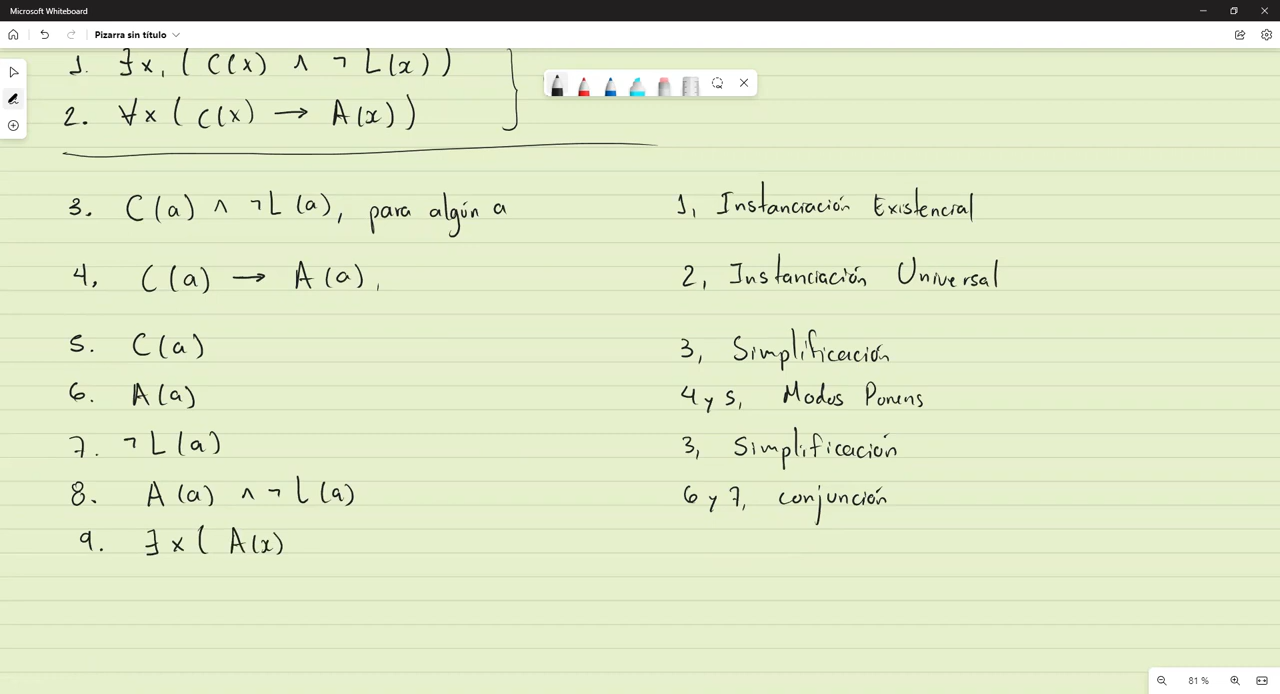 Microsoft Whiteboard
Pizarra sin título
1. ∃x, ( C(x) ∧ ¬ L(x) )
2. ∀x ( C(x) → A(x) )
3. C(a) ∧ ¬L(a), para algún a 1, Instanciación Existencial
4. C(a) → A(a), 2, Instanciación Universal
5. C(a) 3, Simplificación
6. A(a) 4 y 5, Modos Ponens
7. ¬ L(a) 3, Simplificación
8. A(a) ∧ ¬ L(a) 6 y 7, conjunción
9. ∃x ( A(x)
81 %